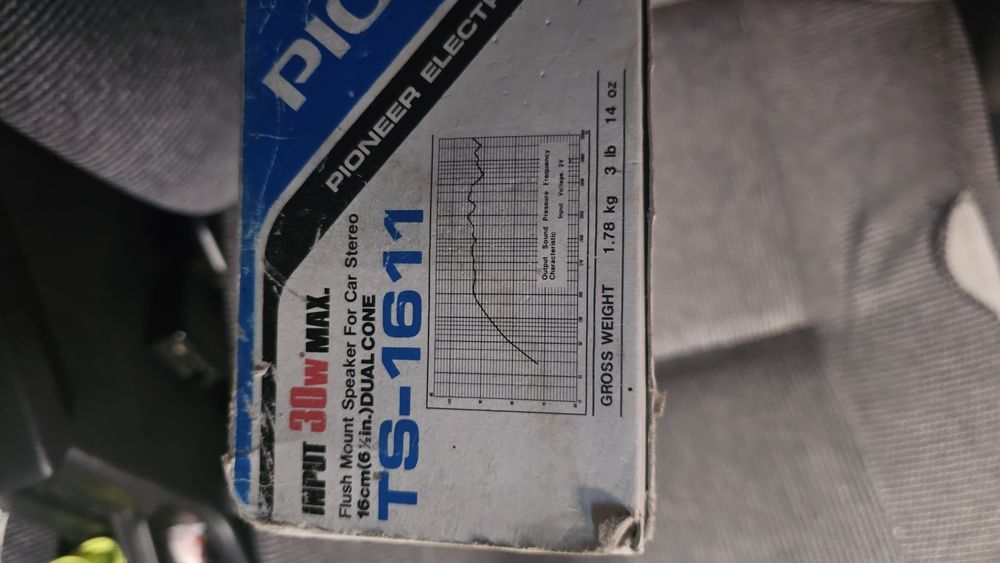 PIO
PIONEER ELECTR
INPUT 30W MAX.
Flush Mount Speaker For Car Stereo
16cm(6½in.)DUAL CONE
TS-1611
Output Sound Pressure Frequency
Characteristic Input Voltage: 2V
GROSS WEIGHT 1.78 kg 3 lb 14 oz